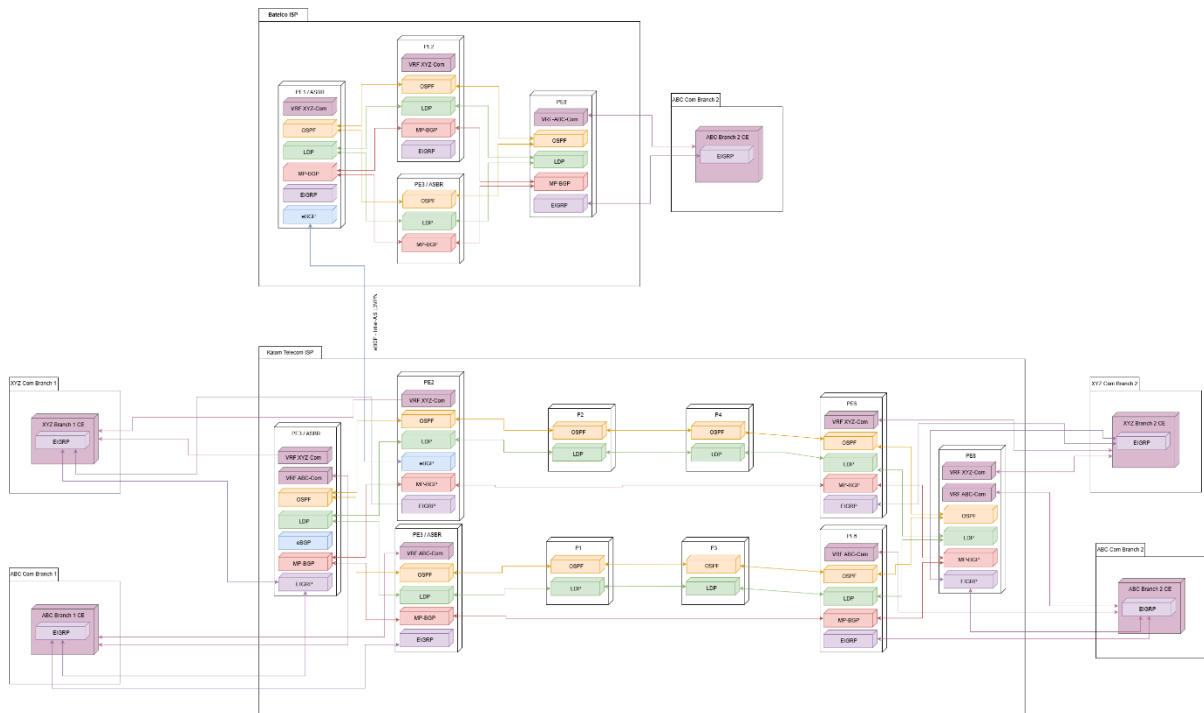 Batelco ISP
PE2
VRF XYZ-Com
OSPF
LDP
MP-BGP
EIGRP
PE1 / ASBR
VRF XYZ-Com
OSPF
LDP
MP-BGP
EIGRP
eBGP
PE3 / ASBR
OSPF
LDP
MP-BGP
VRF-ABC-Com
OSPF
LDP
MP-BGP
EIGRP
ABC Com Branch 2
ABC Branch 2 CE
EIGRP
Kalam Telecom ISP
XYZ Com Branch 1
XYZ Branch 1 CE
EIGRP
ABC Com Branch 1
ABC Branch 1 CE
EIGRP
PE3 / ASBR
VRF XYZ Com
VRF ABC-Com
OSPF
LDP
eBGP
MP-BGP
EIGRP
PE2
VRF XYZ-Com
OSPF
LDP
eBGP
MP-BGP
EIGRP
PE3 / ASBR
VRF ABC-Com
OSPF
LDP
MP-BGP
EIGRP
P2
OSPF
LDP
P4
OSPF
LDP
P1
OSPF
LDP
OSPF
LDP
VRF XYZ-Com
OSPF
LDP
MP-BGP
EIGRP
VRF ABC-Com
OSPF
LDP
MP-BGP
EIGRP
VRF XYZ-Com
VRF ABC-Com
OSPF
LDP
MP-BGP
EIGRP
XYZ Com Branch 2
XYZ Branch 2 CE
EIGRP
ABC Com Branch 2
ABC Branch 2 CE
EIGRP